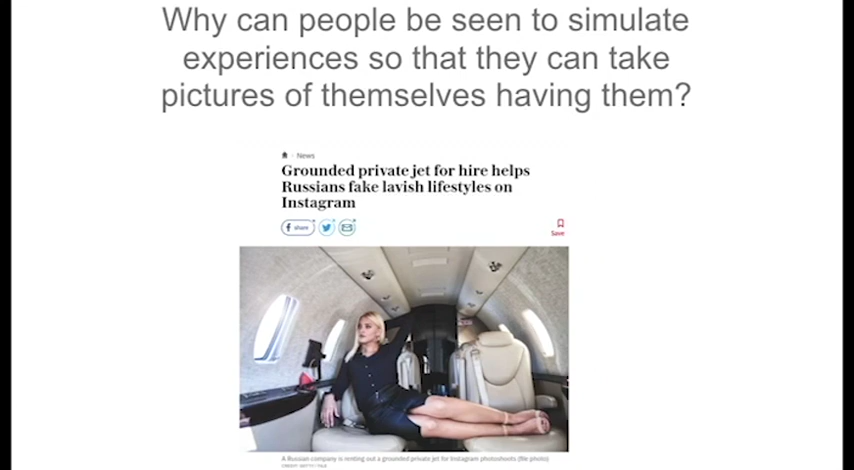 Why can people be seen to simulate
experiences so that they can take
pictures of themselves having them?
News
Grounded private jet for hire helps
Russians fake lavish lifestyles on
Instagram
f share
Save
A Russian company is renting out a grounded private jet for Instagram photoshoots (file photo)
CREDIT: GETTY/